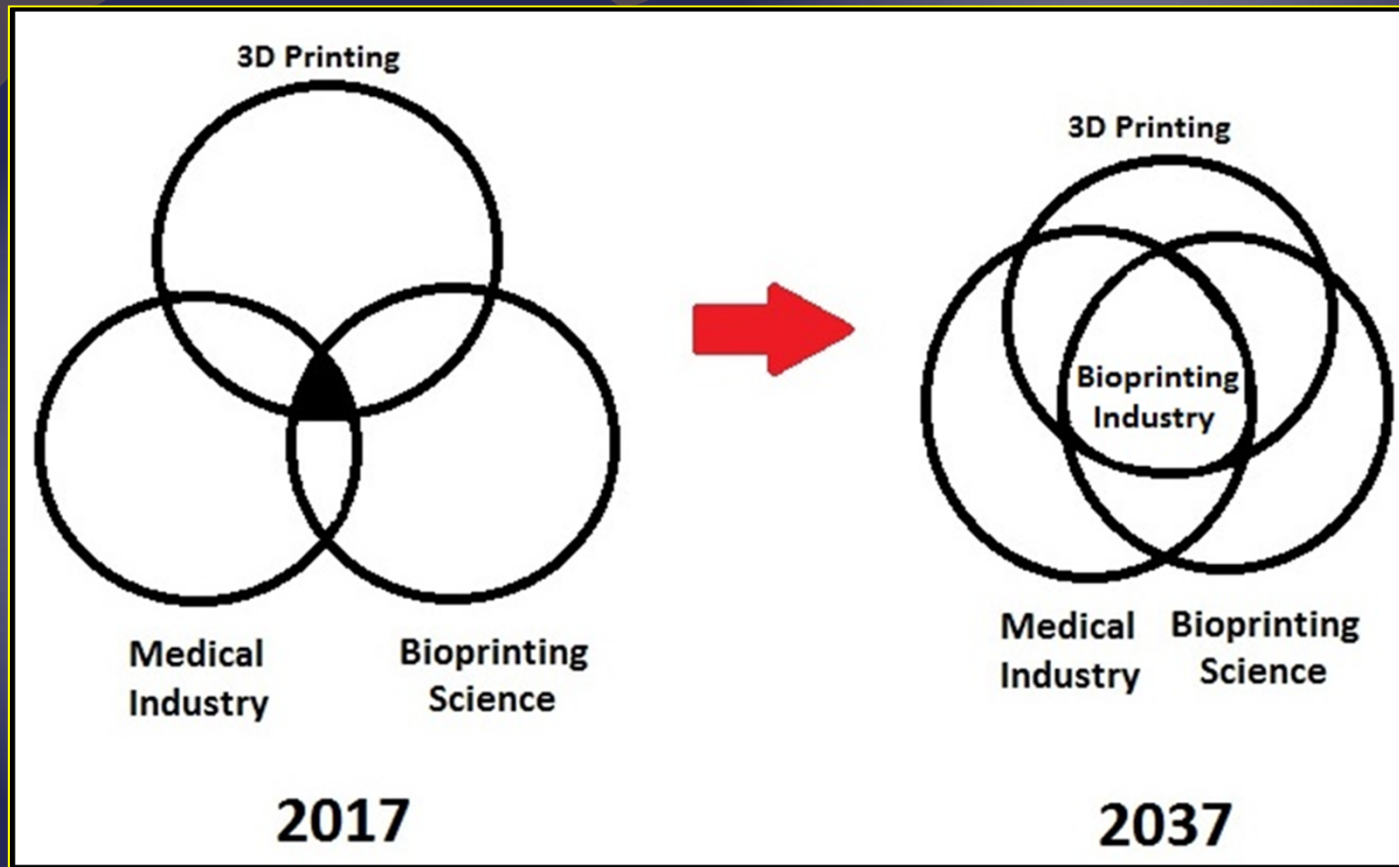 3D Printing
Medical
Industry
Bioprinting
Science
2017
3D Printing
Bioprinting
Industry
Medical
Industry
Bioprinting
Science
2037